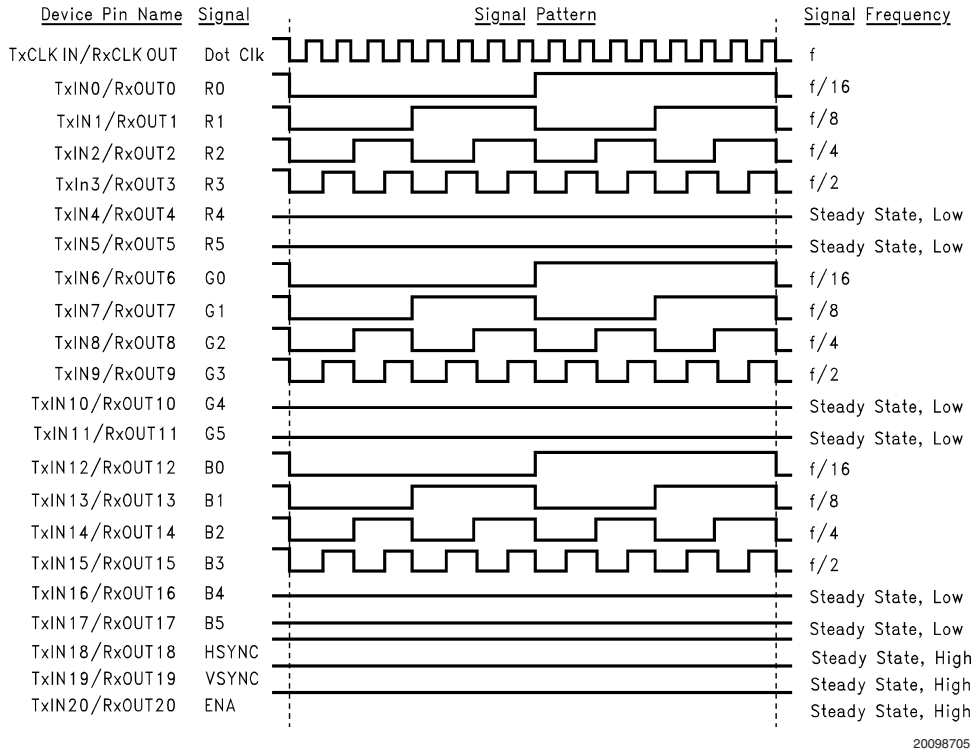 Device Pin Name Signal Signal Pattern Signal Frequency
TxCLK IN/RxCLK OUT Dot Clk f
TxIN0/RxOUT0 R0 f/16
TxIN1/RxOUT1 R1 f/8
TxIN2/RxOUT2 R2 f/4
TxIn3/RxOUT3 R3 f/2
TxIN4/RxOUT4 R4 Steady State, Low
TxIN5/RxOUT5 R5 Steady State, Low
TxIN6/RxOUT6 G0 f/16
TxIN7/RxOUT7 G1 f/8
TxIN8/RxOUT8 G2 f/4
TxIN9/RxOUT9 G3 f/2
TxIN10/RxOUT10 G4 Steady State, Low
TxIN11/RxOUT11 G5 Steady State, Low
TxIN12/RxOUT12 B0 f/16
TxIN13/RxOUT13 B1 f/8
TxIN14/RxOUT14 B2 f/4
TxIN15/RxOUT15 B3 f/2
TxIN16/RxOUT16 B4 Steady State, Low
TxIN17/RxOUT17 B5 Steady State, Low
TxIN18/RxOUT18 HSYNC Steady State, High
TxIN19/RxOUT19 VSYNC Steady State, High
TxIN20/RxOUT20 ENA Steady State, High
20098705